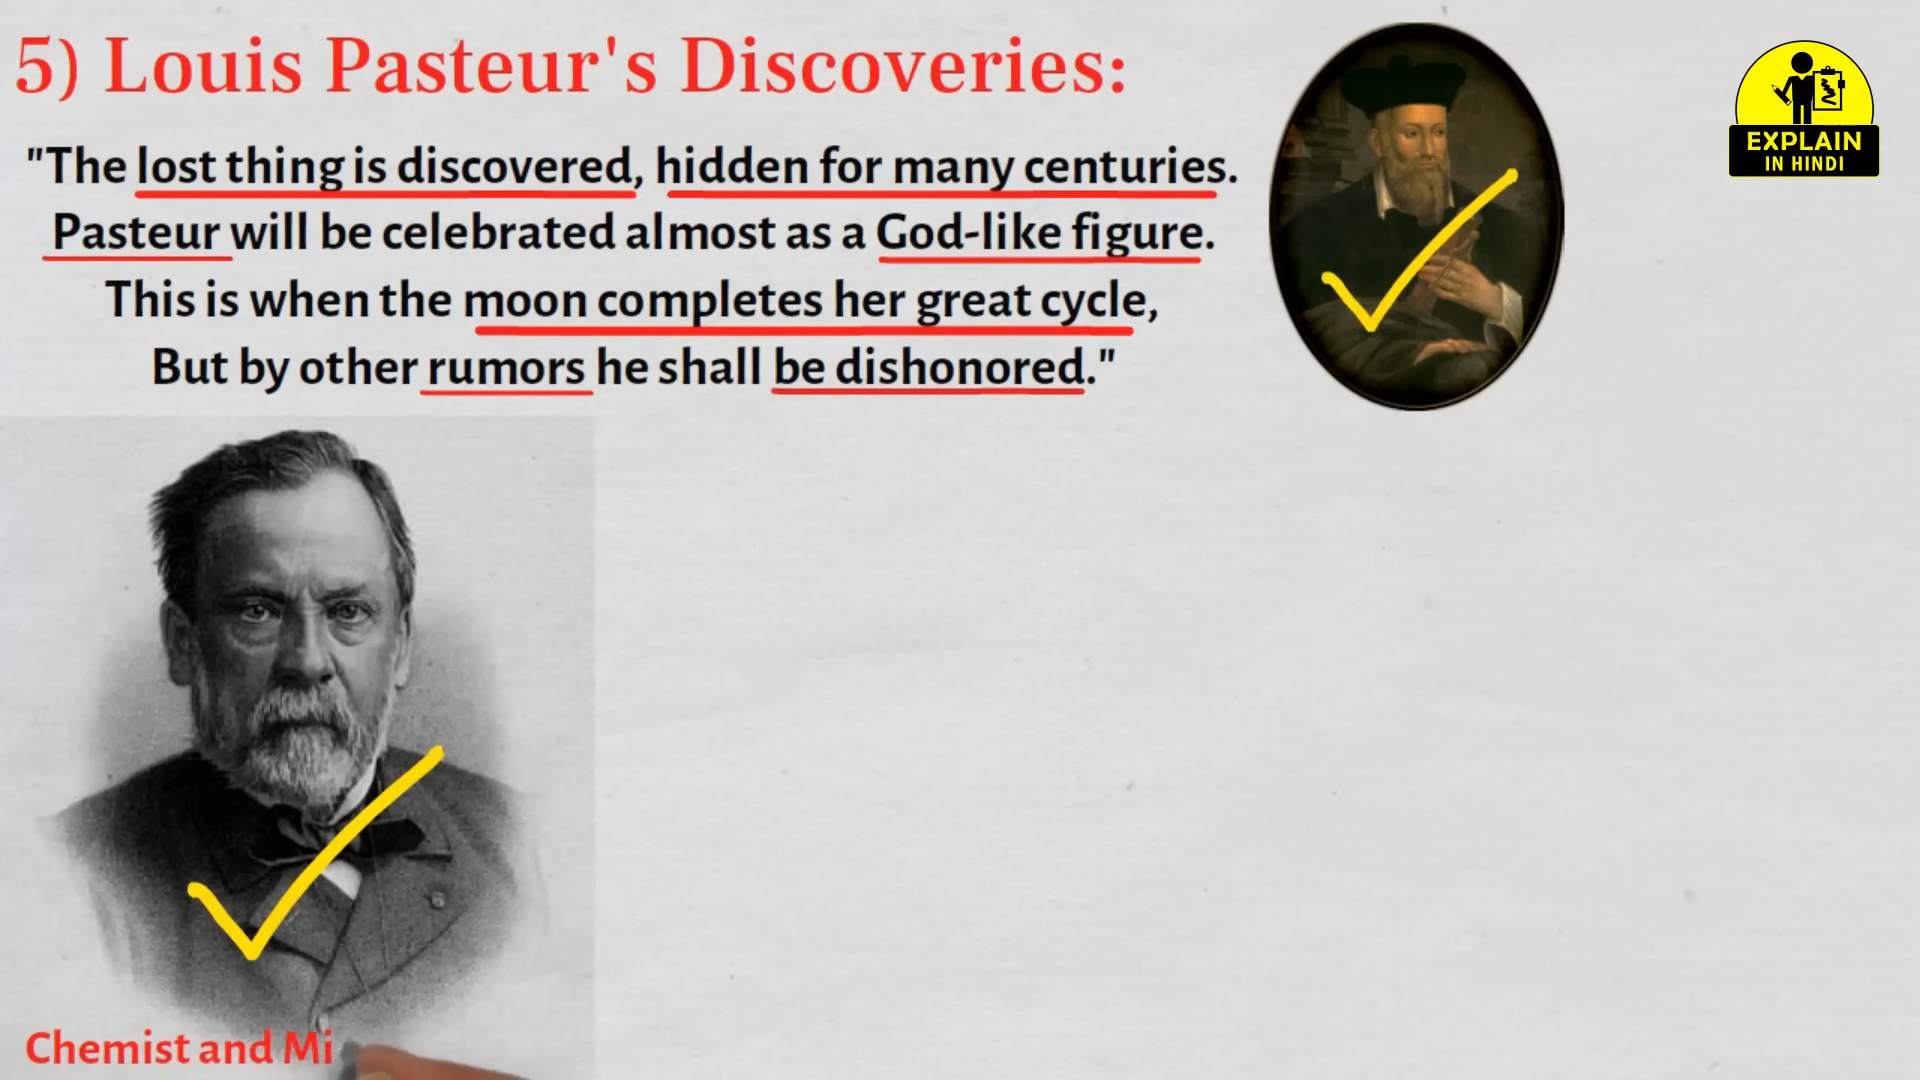 5) Louis Pasteur's Discoveries:
"The lost thing is discovered, hidden for many centuries.
Pasteur will be celebrated almost as a God-like figure.
This is when the moon completes her great cycle,
But by other rumors he shall be dishonored."
EXPLAIN
IN HINDI
Chemist and Mi